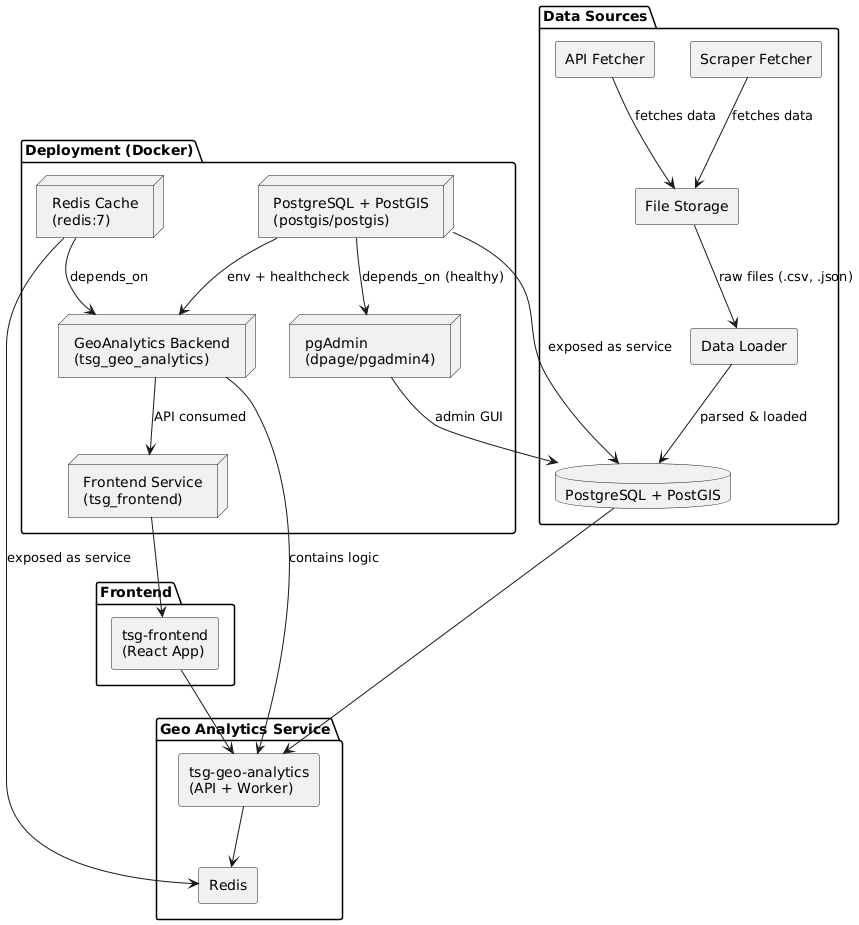 Data Sources
API Fetcher
Scraper Fetcher
fetches data
fetches data
Deployment (Docker)
Redis Cache
(redis:7)
PostgreSQL + PostGIS
(postgis/postgis)
File Storage
depends_on
env + healthcheck
depends_on (healthy)
raw files (.csv, .json)
GeoAnalytics Backend
(tsg_geo_analytics)
pgAdmin
(dpage/pgadmin4)
exposed as service
Data Loader
API consumed
admin GUI
parsed & loaded
Frontend Service
(tsg_frontend)
PostgreSQL + PostGIS
exposed as service
contains logic
Frontend
tsg-frontend
(React App)
Geo Analytics Service
tsg-geo-analytics
(API + Worker)
Redis